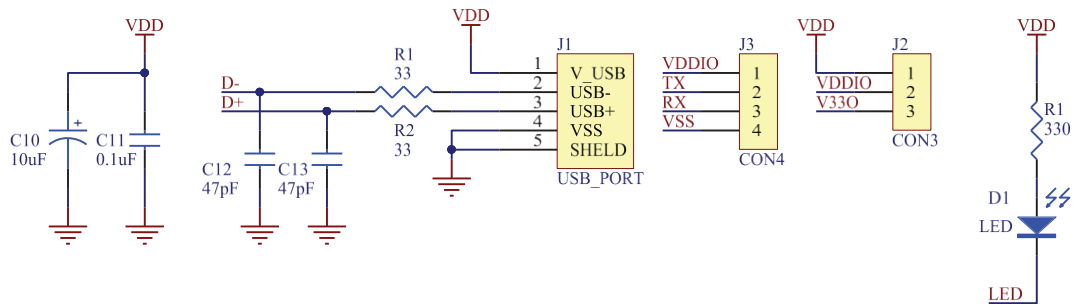 VDD
+
C10
10uF
C11
0.1uF
D-
D+
R1
33
R2
33
C12
47pF
C13
47pF
VDD
J1
1 V_USB
2 USB-
3 USB+
4 VSS
5 SHELD
USB_PORT
J3
VDDIO 1
TX 2
RX 3
VSS 4
CON4
VDD
J2
1
VDDIO 2
V33O 3
CON3
VDD
R1
330
D1
LED
LED